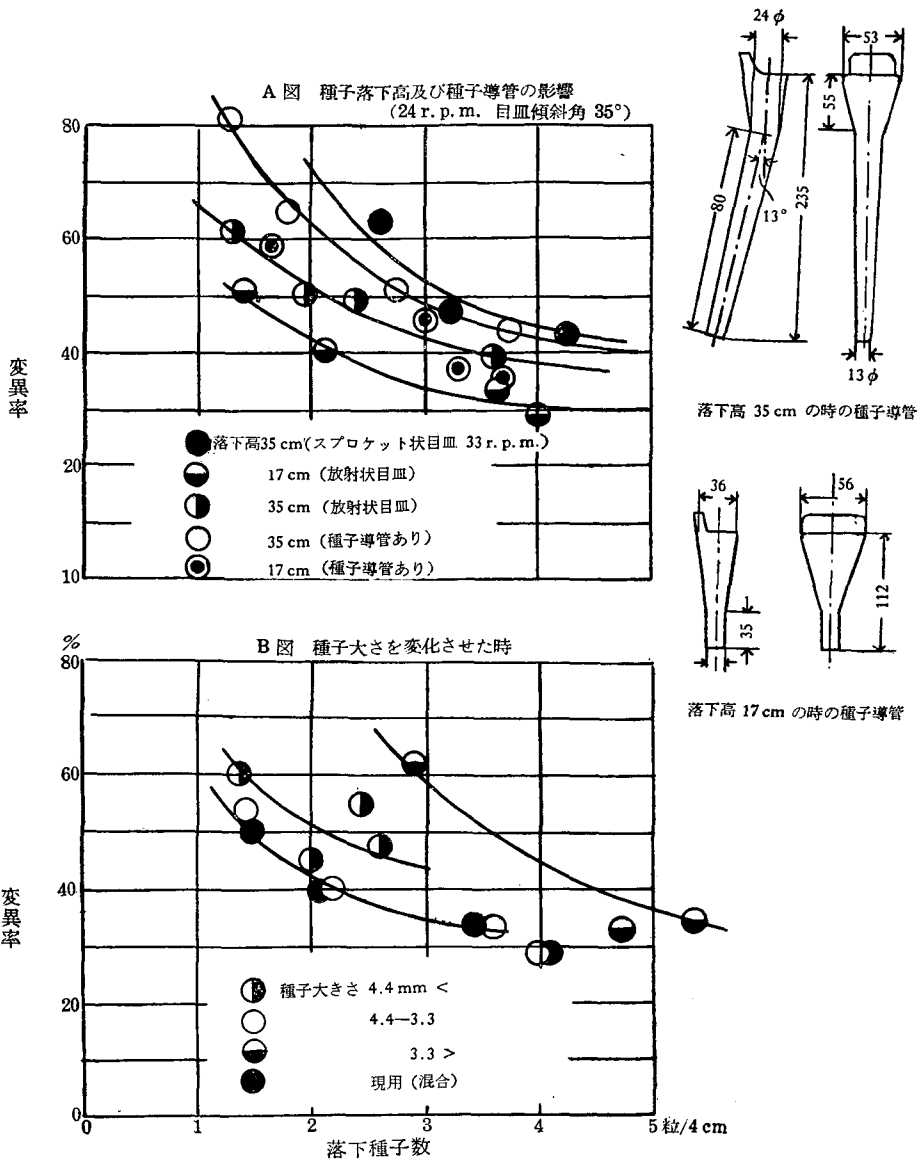 A 図 種子落下高及び種子導管の影響
(24 r. p. m. 目皿傾斜角 35°)
80
60
40
20
10
変異率
落下高35 cm (スプロケット状目皿 33 r. p. m.)
17 cm (放射状目皿)
35 cm (放射状目皿)
35 cm (種子導管あり)
17 cm (種子導管あり)
24 φ
53
55
80
235
13°
13 φ
落下高 35 cm の時の種子導管
36
56
35
112
落下高 17 cm の時の種子導管
%
B 図 種子大さを変化させた時
80
60
40
20
0
変異率
種子大きさ 4.4 mm <
4.4—3.3
3.3 >
現用 (混合)
0 1 2 3 4 5 粒/4 cm
落下種子数